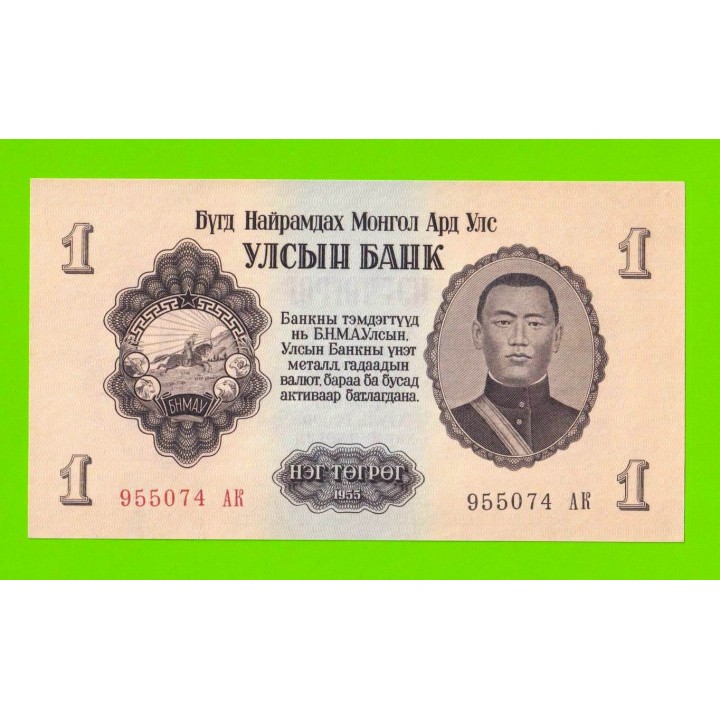 Бүгд Найрамдах Монгол Ард Улс
УЛСЫН БАНК
1
1
Банкны тэмдэгтүүд
нь Б.Н.М.А.Улсын,
Улсын Банкны үнэт
металл, гадаадын
валют, бараа ба бусад
активаар батлагдана.
БНМАУ
НЭГ ТӨГРӨГ
1955
1
955074 АК
955074 АК
1